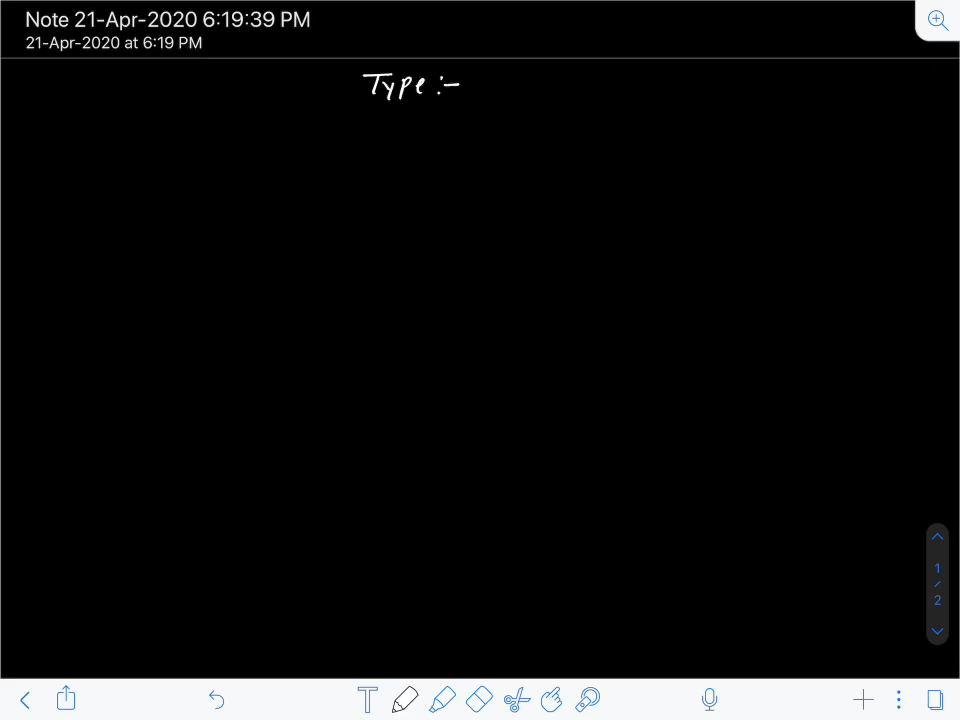 Note 21-Apr-2020 6:19:39 PM
21-Apr-2020 at 6:19 PM
Type :-
1
/
2
T